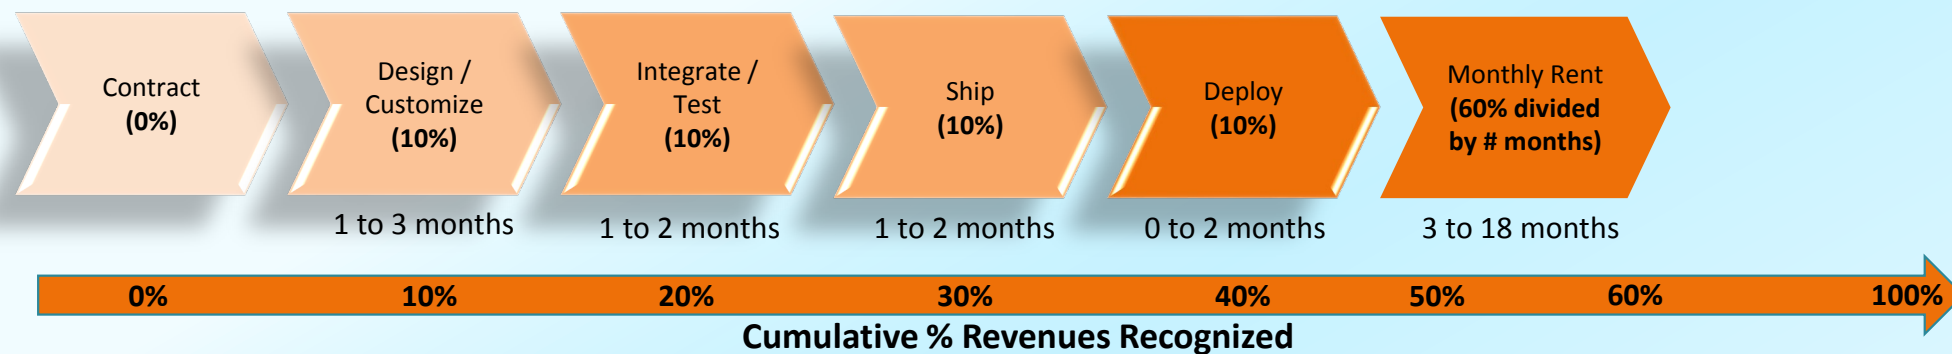 Contract
(0%)
Design /
Customize
(10%)
Integrate /
Test
(10%)
Ship
(10%)
Deploy
(10%)
Monthly Rent
(60% divided
by # months)
1 to 3 months
1 to 2 months
1 to 2 months
0 to 2 months
3 to 18 months
0%
10%
20%
30%
40%
50%
60%
100%
Cumulative % Revenues Recognized